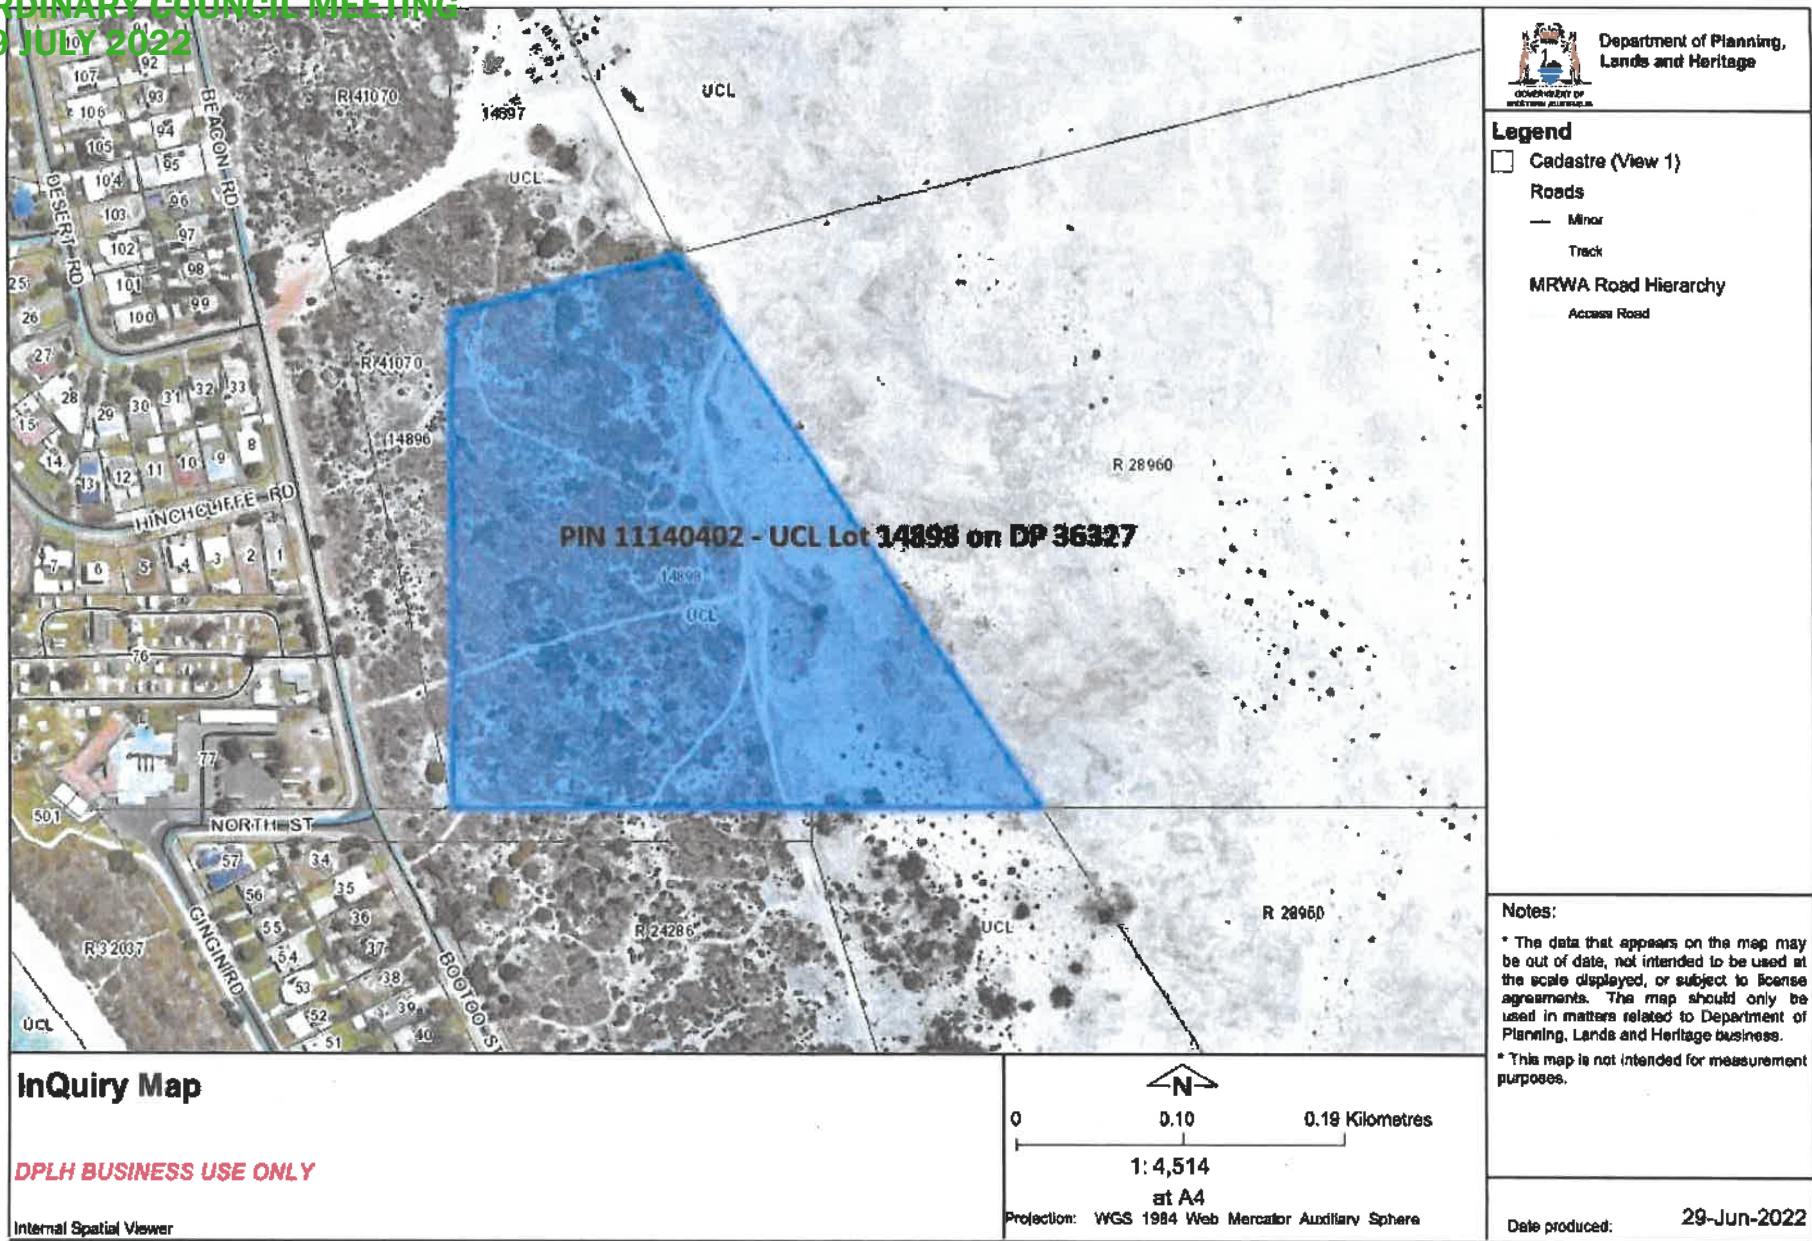 RDINARY COUNCIL MEETING
9 JULY 2022
Department of Planning,
Lands and Heritage
GOVERNMENT OF
WESTERN AUSTRALIA
Legend
Cadastre (View 1)
Roads
Minor
Track
MRWA Road Hierarchy
Access Road
91
107
92
106
93
94
105
95
104
96
103
97
102
98
101
99
100
BEACON RD
DESERT RD
R 41070
14897
UCL
UCL
25
26
27
28
29
30
31
32
33
15
14
13
12
11
10
9
8
HINCHCLIFFE RD
R 41070
14896
R 28960
PIN 11140402 - UCL Lot 14898 on DP 36327
14898
UCL
7
6
5
4
3
2
1
76
77
501
NORTH ST
57
34
56
35
55
36
54
37
53
38
52
39
51
40
GINGINI RD
BOOTOO ST
R 32037
UCL
R 24286
UCL
R 28960
Notes:
* The data that appears on the map may
be out of date, not intended to be used at
the scale displayed, or subject to license
agreements. The map should only be
used in matters related to Department of
Planning, Lands and Heritage business.
* This map is not intended for measurement
purposes.
InQuiry Map
DPLH BUSINESS USE ONLY
Internal Spatial Viewer
N
0 0.10 0.19 Kilometres
1: 4,514
at A4
Projection: WGS 1984 Web Mercator Auxiliary Sphere
Date produced: 29-Jun-2022